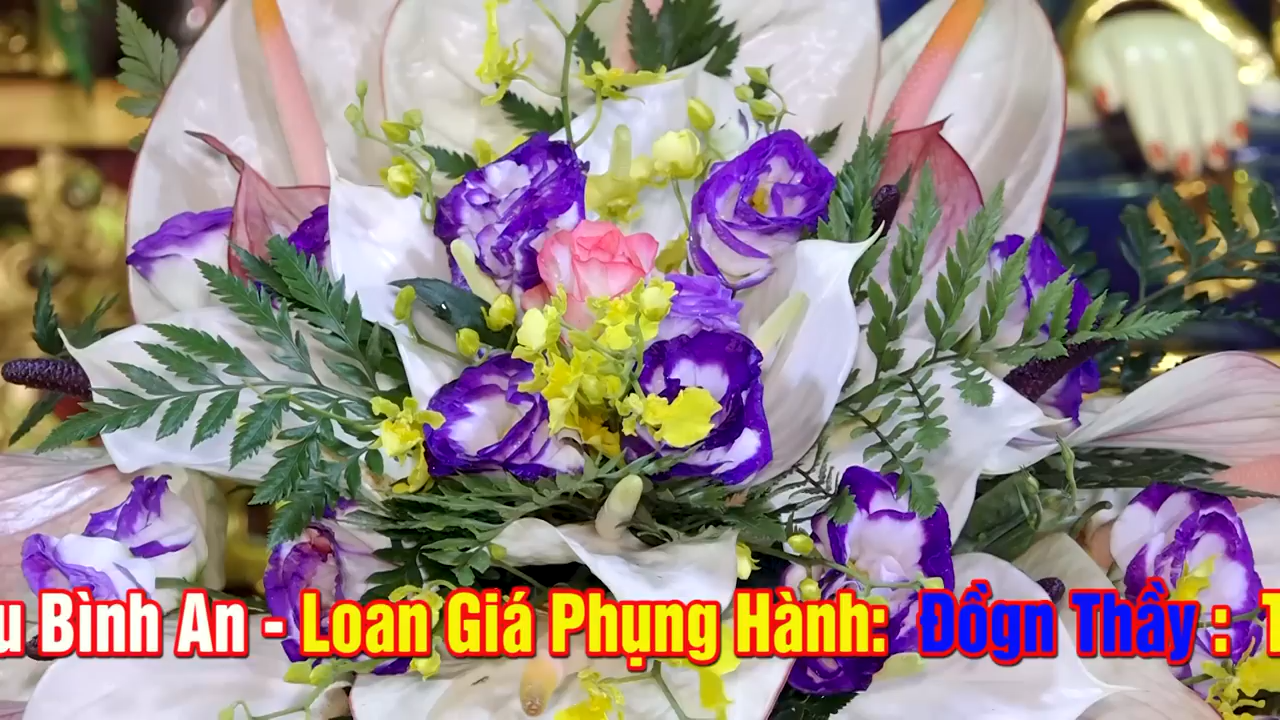 u Bình An - Loan Giá Phụng Hành: Đồgn Thầy : T